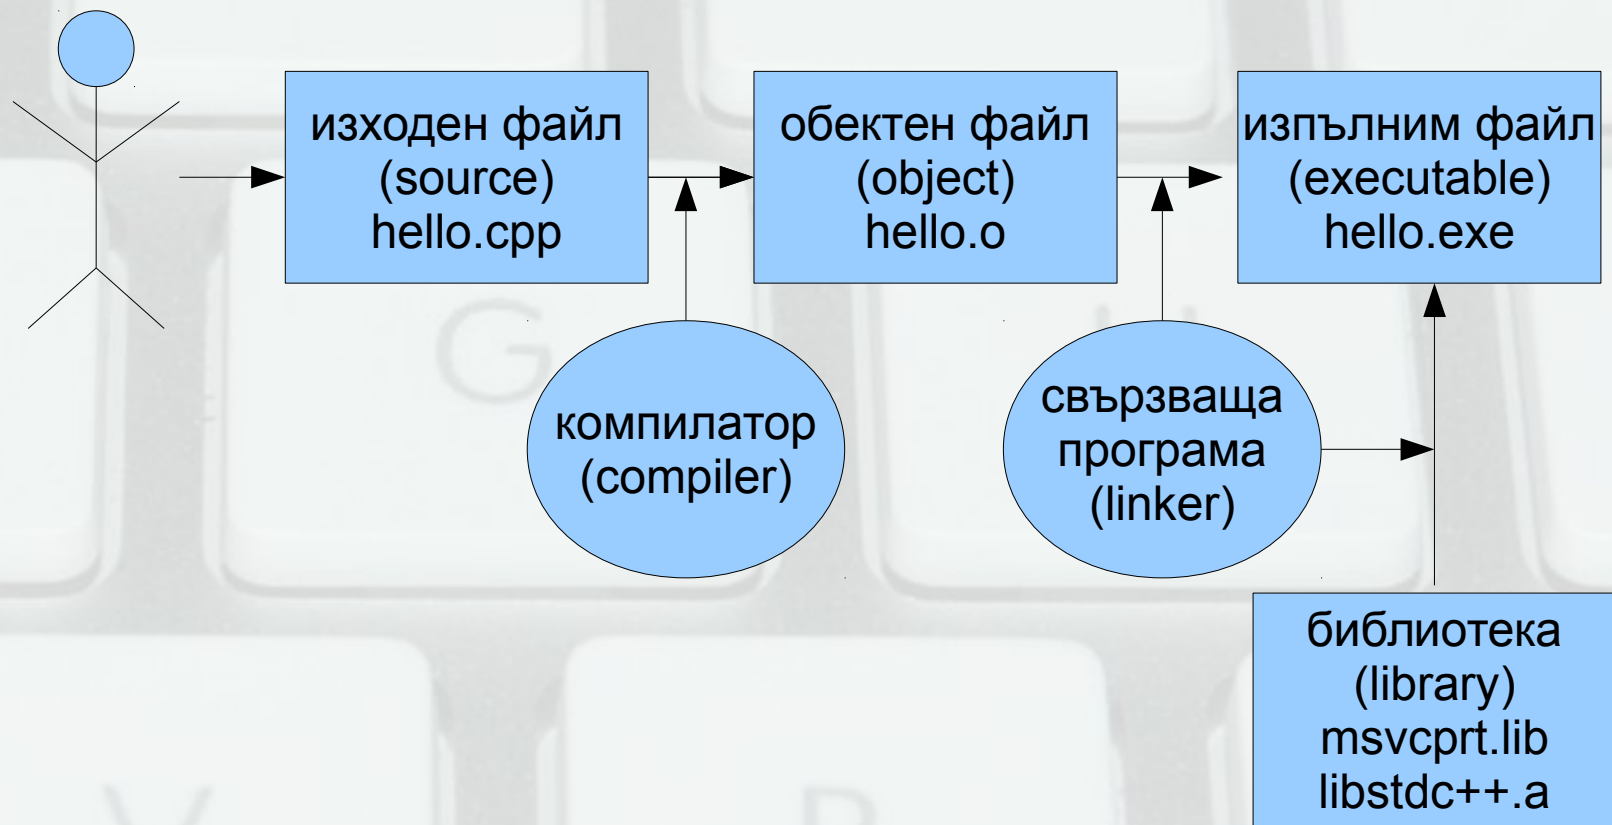 изходен файл
(source)
hello.cpp
обектен файл
(object)
hello.o
изпълним файл
(executable)
hello.exe
компилатор
(compiler)
свързваща
програма
(linker)
библиотека
(library)
msvcprt.lib
libstdc++.a
G